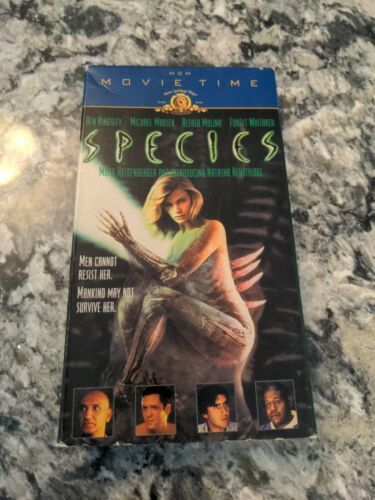 MGM
MOVIE TIME
BEN KINGSLEY MICHAEL MADSEN ALFRED MOLINA FOREST WHITAKER
SPECIES
MARG HELGENBERGER AND INTRODUCING NATASHA HENSTRIDGE
MEN CANNOT
RESIST HER.
MANKIND MAY NOT
SURVIVE HER.